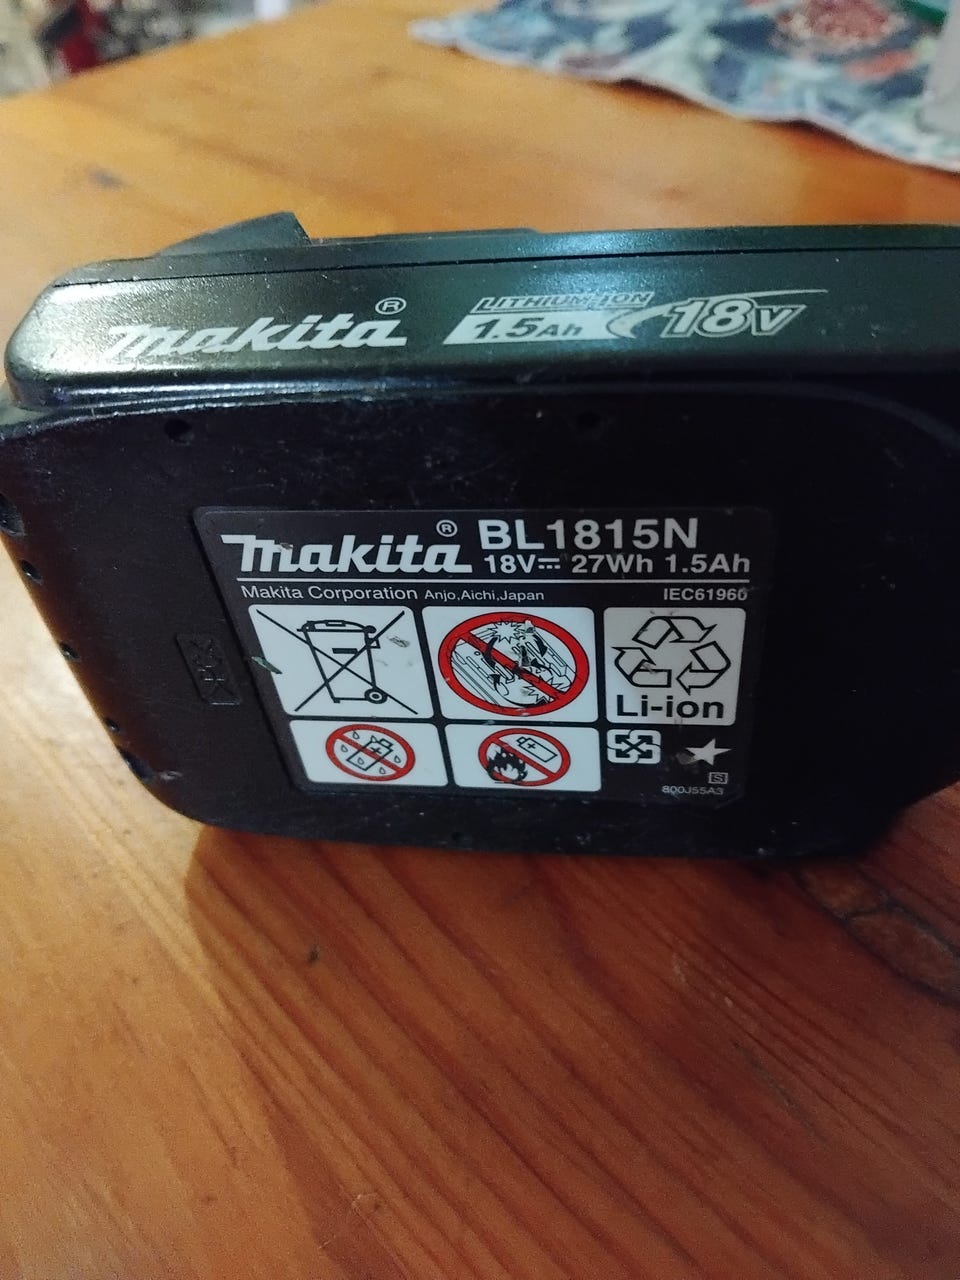 makita®
LITHIUM-ION
1.5Ah 18V
makita® BL1815N
18V⎓ 27Wh 1.5Ah
Makita Corporation Anjo,Aichi,Japan IEC61960
Li-ion
S
800J55A3